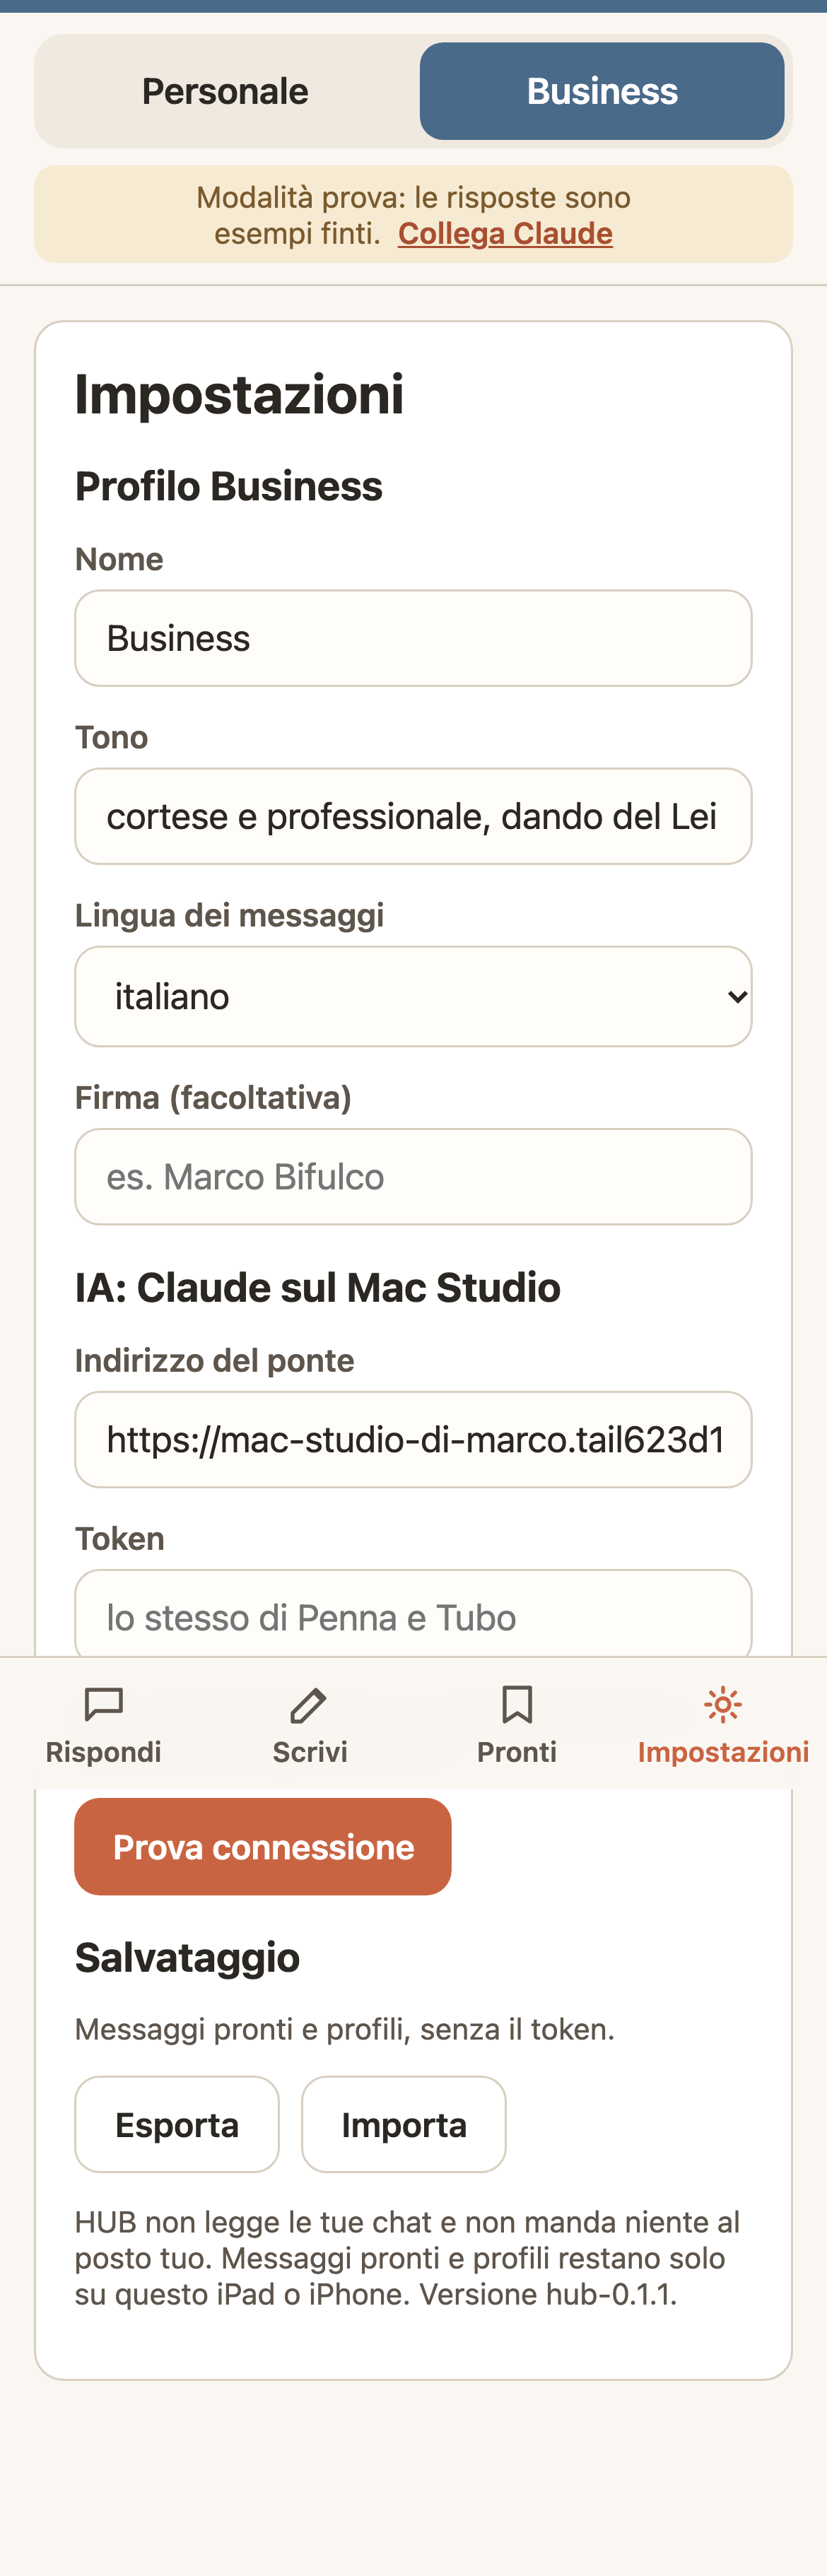 Personale
Business
Modalità prova: le risposte sono
esempi finti. Collega Claude
Impostazioni
Profilo Business
Nome
Business
Tono
cortese e professionale, dando del Lei
Lingua dei messaggi
italiano
Firma (facoltativa)
es. Marco Bifulco
IA: Claude sul Mac Studio
Indirizzo del ponte
https://mac-studio-di-marco.tail623d1
Token
lo stesso di Penna e Tubo
Rispondi
Scrivi
Pronti
Impostazioni
Prova connessione
Salvataggio
Messaggi pronti e profili, senza il token.
Esporta
Importa
HUB non legge le tue chat e non manda niente al
posto tuo. Messaggi pronti e profili restano solo
su questo iPad o iPhone. Versione hub-0.1.1.